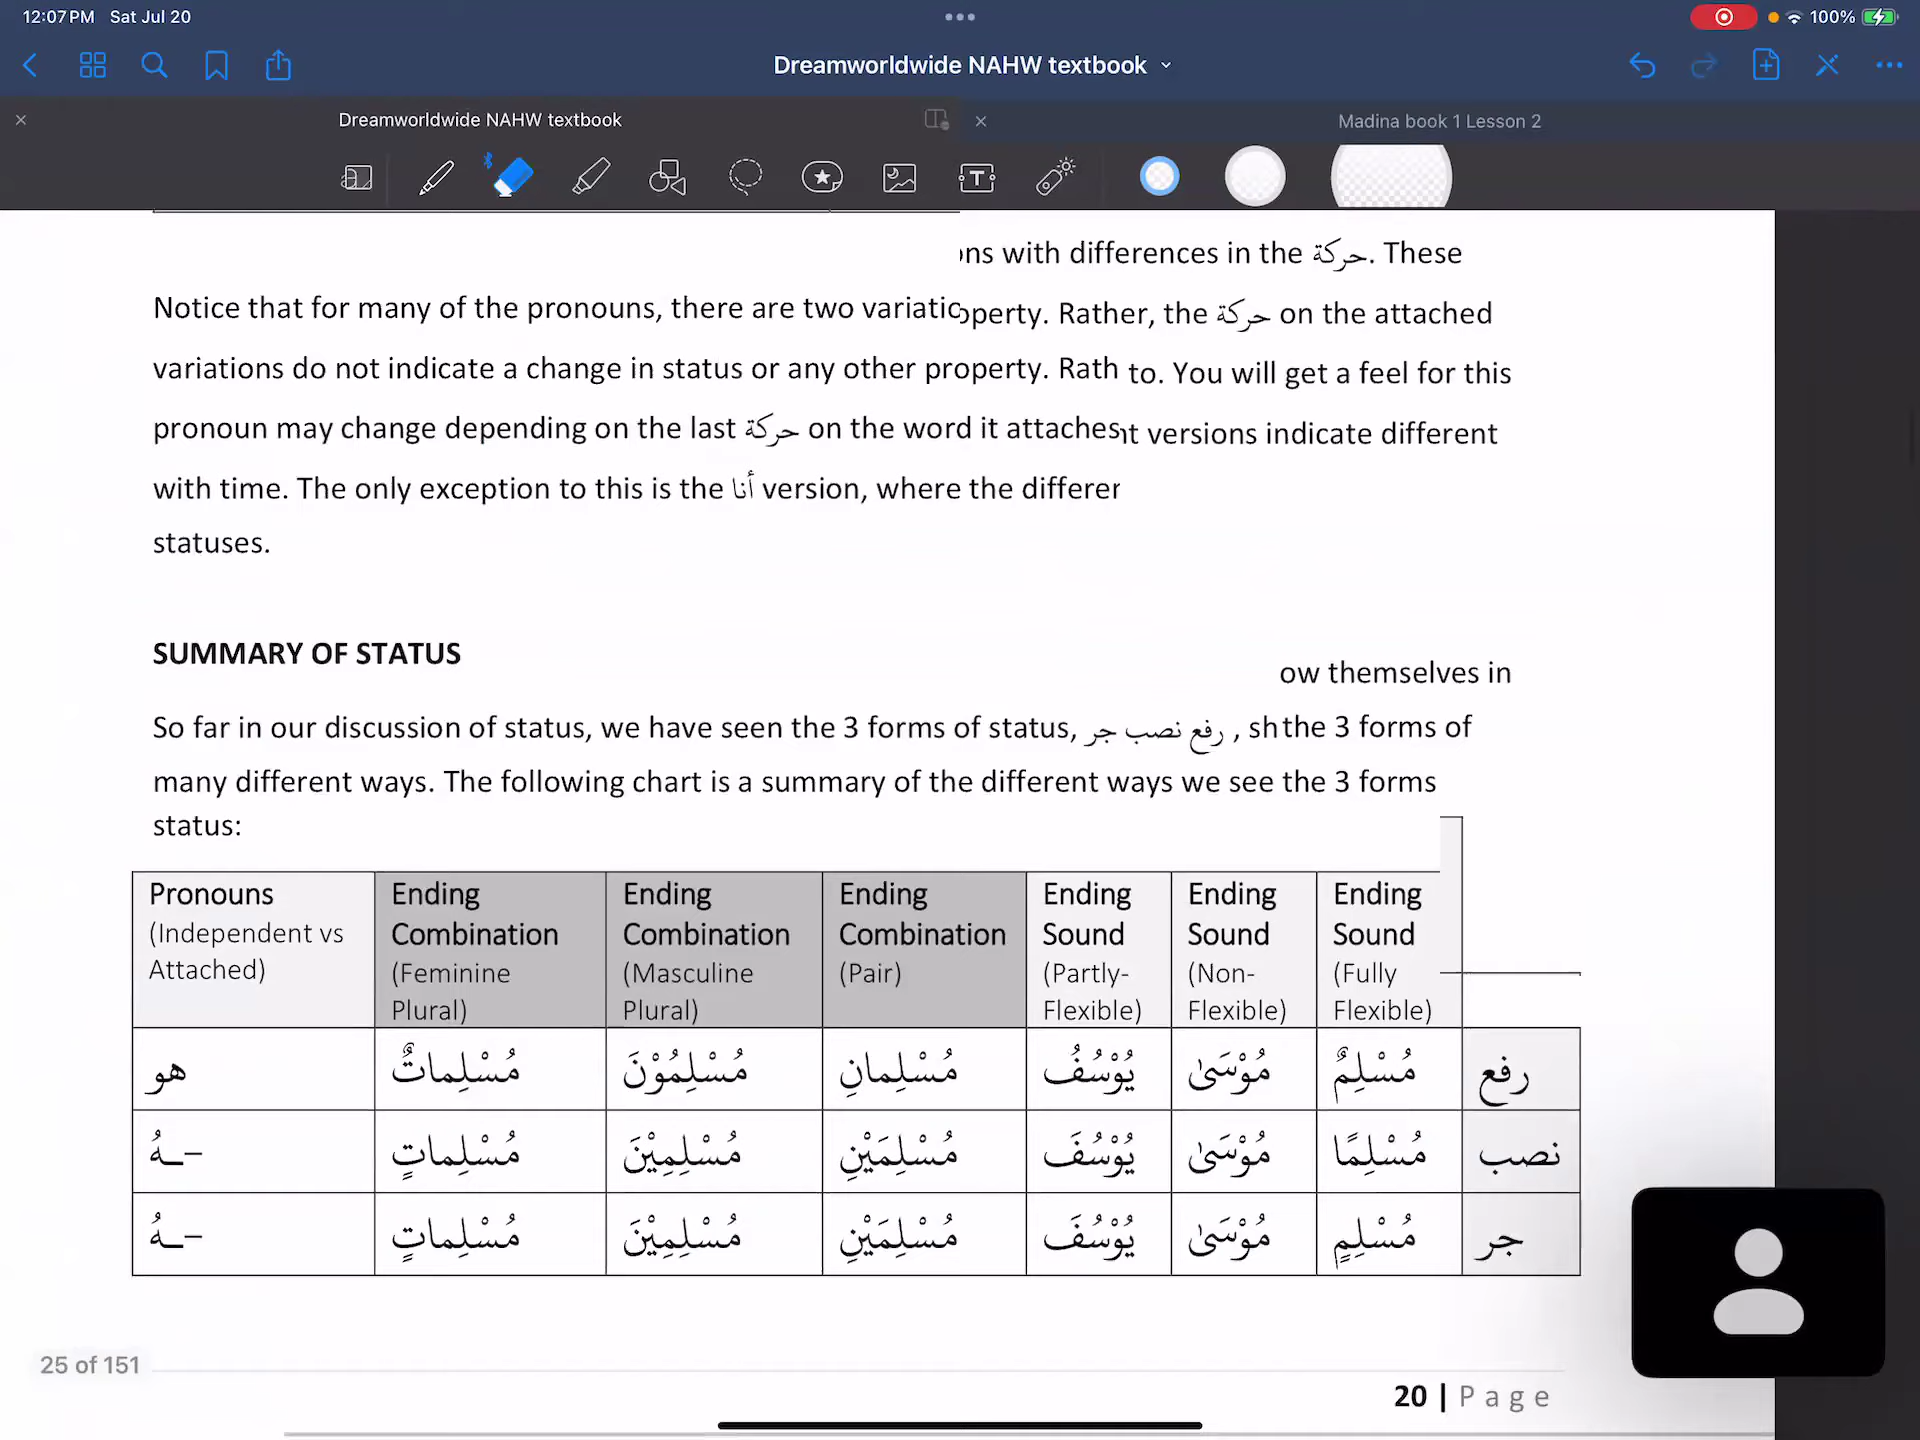 12:07 PM Sat Jul 20
100%
Dreamworldwide NAHW textbook
Dreamworldwide NAHW textbook
Madina book 1 Lesson 2
ns with differences in the حركة. These
Notice that for many of the pronouns, there are two variatic
perty. Rather, the حركة on the attached
variations do not indicate a change in status or any other property. Rath
to. You will get a feel for this
pronoun may change depending on the last حركة on the word it attaches
t versions indicate different
with time. The only exception to this is the أنا version, where the differer
statuses.
SUMMARY OF STATUS
ow themselves in
So far in our discussion of status, we have seen the 3 forms of status, رفع نصب جر , sh
the 3 forms of
many different ways. The following chart is a summary of the different ways we see the 3 forms
status:
Pronouns (Independent vs Attached)
Ending Combination (Feminine Plural)
Ending Combination (Masculine Plural)
Ending Combination (Pair)
Ending Sound (Partly-Flexible)
Ending Sound (Non-Flexible)
Ending Sound (Fully Flexible)
رفع مُسْلِمٌ مُوْسَىٰ يُوْسُفُ مُسْلِمانِ مُسْلِمُوْنَ مُسْلِماتٌ هو
نصب مُسْلِمًا مُوْسَىٰ يُوْسُفَ مُسْلِمَيْنِ مُسْلِمِيْنَ مُسْلِماتٍ ـهُ–
جر مُسْلِمٍ مُوْسَىٰ يُوْسُفَ مُسْلِمَيْنِ مُسْلِمِيْنَ مُسْلِماتٍ ـهُ–
25 of 151
20 | Page